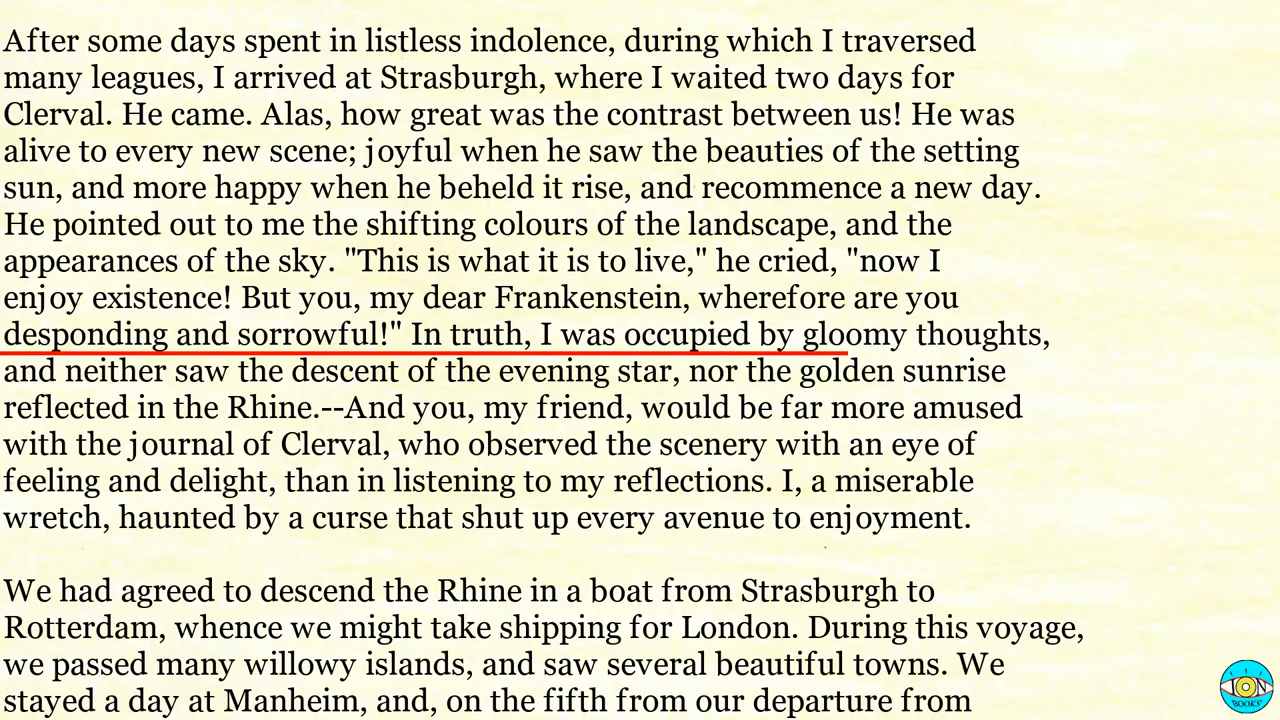 After some days spent in listless indolence, during which I traversed
many leagues, I arrived at Strasburgh, where I waited two days for
Clerval. He came. Alas, how great was the contrast between us! He was
alive to every new scene; joyful when he saw the beauties of the setting
sun, and more happy when he beheld it rise, and recommence a new day.
He pointed out to me the shifting colours of the landscape, and the
appearances of the sky. "This is what it is to live," he cried, "now I
enjoy existence! But you, my dear Frankenstein, wherefore are you
desponding and sorrowful!" In truth, I was occupied by gloomy thoughts,
and neither saw the descent of the evening star, nor the golden sunrise
reflected in the Rhine.--And you, my friend, would be far more amused
with the journal of Clerval, who observed the scenery with an eye of
feeling and delight, than in listening to my reflections. I, a miserable
wretch, haunted by a curse that shut up every avenue to enjoyment.
We had agreed to descend the Rhine in a boat from Strasburgh to
Rotterdam, whence we might take shipping for London. During this voyage,
we passed many willowy islands, and saw several beautiful towns. We
stayed a day at Manheim, and, on the fifth from our departure from
ION
BOOKS